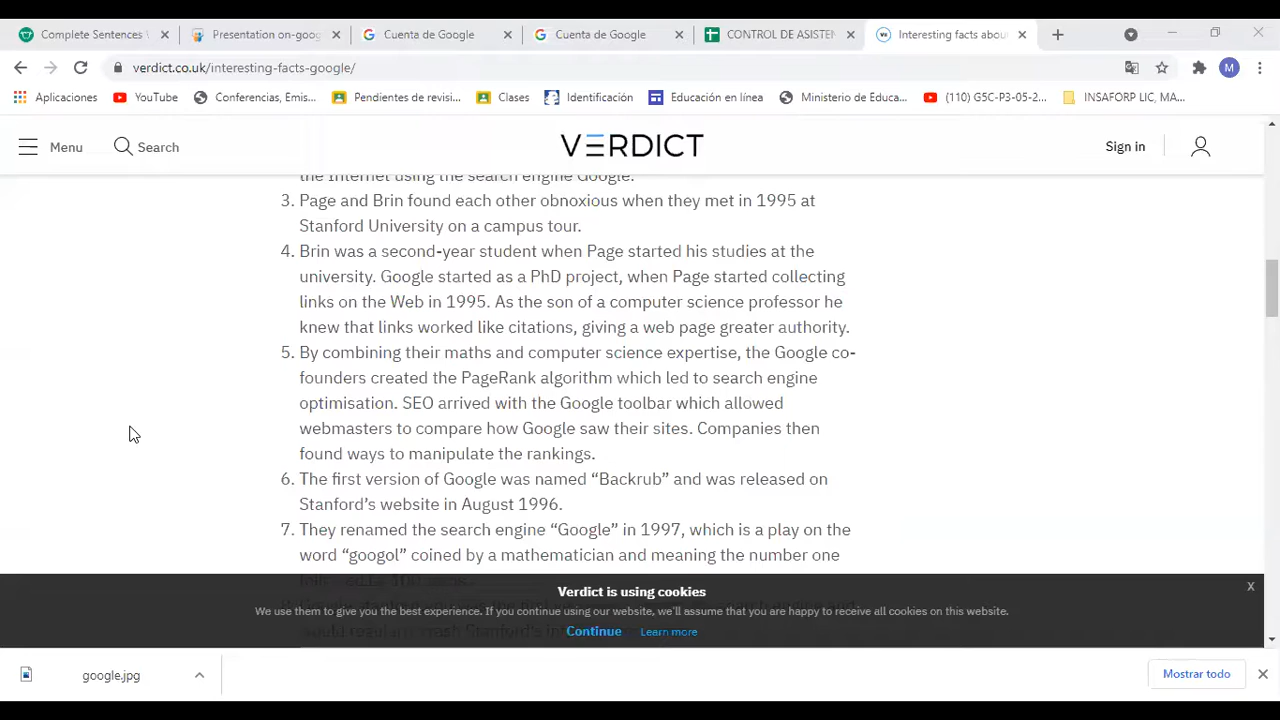 Complete Sentences
Presentation on-goog
Cuenta de Google
Cuenta de Google
CONTROL DE ASISTEN
Interesting facts abou
verdict.co.uk/interesting-facts-google/
M
Aplicaciones
YouTube
Conferencias, Emis...
Pendientes de revisi...
Clases
Identificación
Educación en línea
Ministerio de Educa...
(110) G5C-P3-05-2...
INSAFORP LIC, MA...
Menu
Search
VERDICT
Sign in
the Internet using the search engine Google.
3. Page and Brin found each other obnoxious when they met in 1995 at
Stanford University on a campus tour.
4. Brin was a second-year student when Page started his studies at the
university. Google started as a PhD project, when Page started collecting
links on the Web in 1995. As the son of a computer science professor he
knew that links worked like citations, giving a web page greater authority.
5. By combining their maths and computer science expertise, the Google co-
founders created the PageRank algorithm which led to search engine
optimisation. SEO arrived with the Google toolbar which allowed
webmasters to compare how Google saw their sites. Companies then
found ways to manipulate the rankings.
6. The first version of Google was named “Backrub” and was released on
Stanford’s website in August 1996.
7. They renamed the search engine “Google” in 1997, which is a play on the
word “googol” coined by a mathematician and meaning the number one
Verdict is using cookies
X
We use them to give you the best experience. If you continue using our website, we'll assume that you are happy to receive all cookies on this website.
Continue
Learn more
google.jpg
Mostrar todo